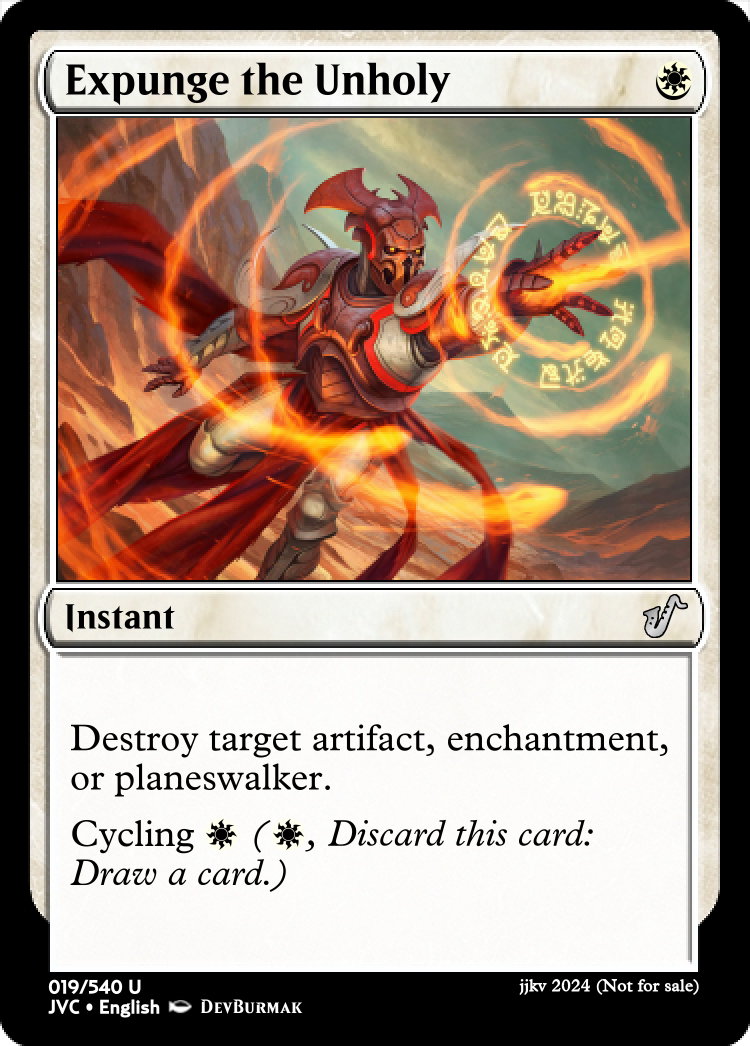 Expunge the Unholy
Instant
Destroy target artifact, enchantment,
or planeswalker.
Cycling (, Discard this card:
Draw a card.)
019/540 U
jjkv 2024 (Not for sale)
JVC • English DevBurmak